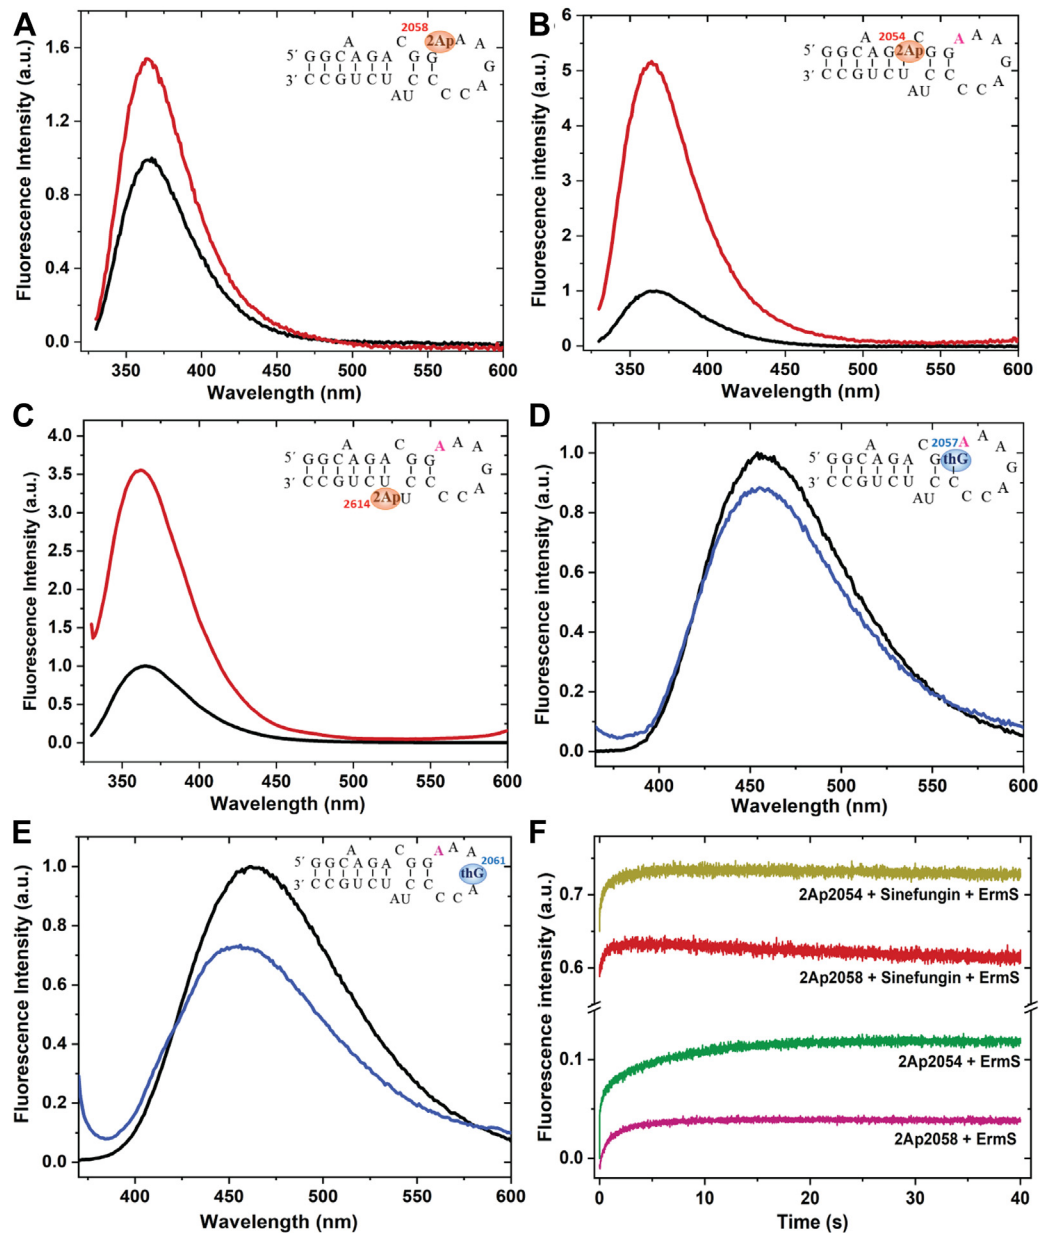 A
Fluorescence Intensity (a.u.)
1.6
1.2
0.8
0.4
0.0
350 400 450 500 550 600
Wavelength (nm)
2058
A C 2Ap A A
5´ G G C A G A G G G
3´ C C G U C U C C A
AU C C
B
Fluorescence intensity (a.u.)
6
5
4
3
2
1
0
350 400 450 500 550 600
Wavelength (nm)
2054
A C A A A
5´ G G C A G 2Ap G G G
3´ C C G U C U C C A
AU C C
C
Fluorescence Intensity (a.u.)
4.0
3.5
3.0
2.5
2.0
1.5
1.0
0.5
0.0
350 400 450 500 550 600
Wavelength (nm)
A C A A A
5´ G G C A G A G G G
3´ C C G U C U C C A
2614 2Ap U C C
D
Fluorescence intensity (a.u.)
1.0
0.8
0.6
0.4
0.2
0.0
400 450 500 550 600
Wavelength (nm)
2057
A C A A A
5´ G G C A G A G thG G
3´ C C G U C U C C A
AU C C
E
Fluorescence Intensity (a.u.)
1.0
0.8
0.6
0.4
0.2
0.0
400 450 500 550 600
Wavelength (nm)
A C A A A 2061
5´ G G C A G A G G thG
3´ C C G U C U C C A
AU C C
F
Fluorescence intensity (a.u.)
0.7
0.6
0.1
0.0
2Ap2054 + Sinefungin + ErmS
2Ap2058 + Sinefungin + ErmS
2Ap2054 + ErmS
2Ap2058 + ErmS
0 10 20 30 40
Time (s)